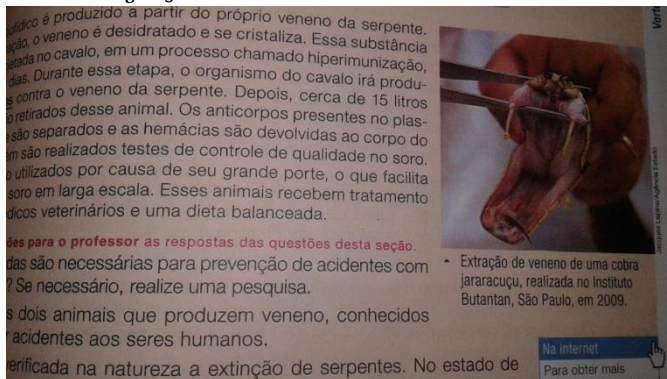 é produzido a partir do próprio veneno da serpente.
o veneno é desidratado e se cristaliza. Essa substância
no cavalo, em um processo chamado hiperimunização,
dias. Durante essa etapa, o organismo do cavalo irá produ-
contra o veneno da serpente. Depois, cerca de 15 litros
retirados desse animal. Os anticorpos presentes no plas-
são separados e as hemácias são devolvidas ao corpo do
são realizados testes de controle de qualidade no soro.
utilizados por causa de seu grande porte, o que facilita
soro em larga escala. Esses animais recebem tratamento
veterinários e uma dieta balanceada.
para o professor as respostas das questões desta seção.
das são necessárias para prevenção de acidentes com
? Se necessário, realize uma pesquisa.
s dois animais que produzem veneno, conhecidos
acidentes aos seres humanos.
verificada na natureza a extinção de serpentes. No estado de
Extração de veneno de uma cobra
jararacuçu, realizada no Instituto
Butantan, São Paulo, em 2009.
Na internet
Para obter mais